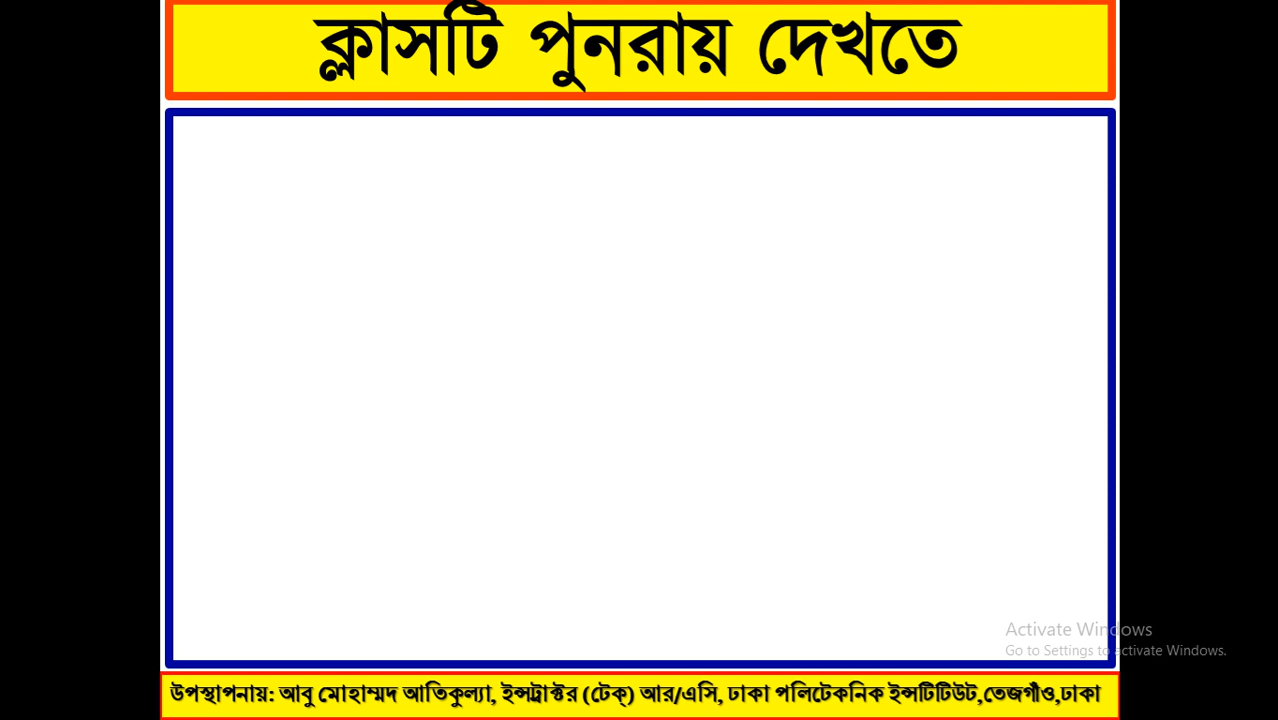 ক্লাসটি পুনরায় দেখতে
Activate Windows
Go to Settings to activate Windows.
উপস্থাপনায়: আবু মোহাম্মদ আতিকুল্যা, ইন্সট্রাক্টর (টেক্) আর/এসি, ঢাকা পলিটেকনিক ইন্সটিটিউট,তেজগাঁও,ঢাকা